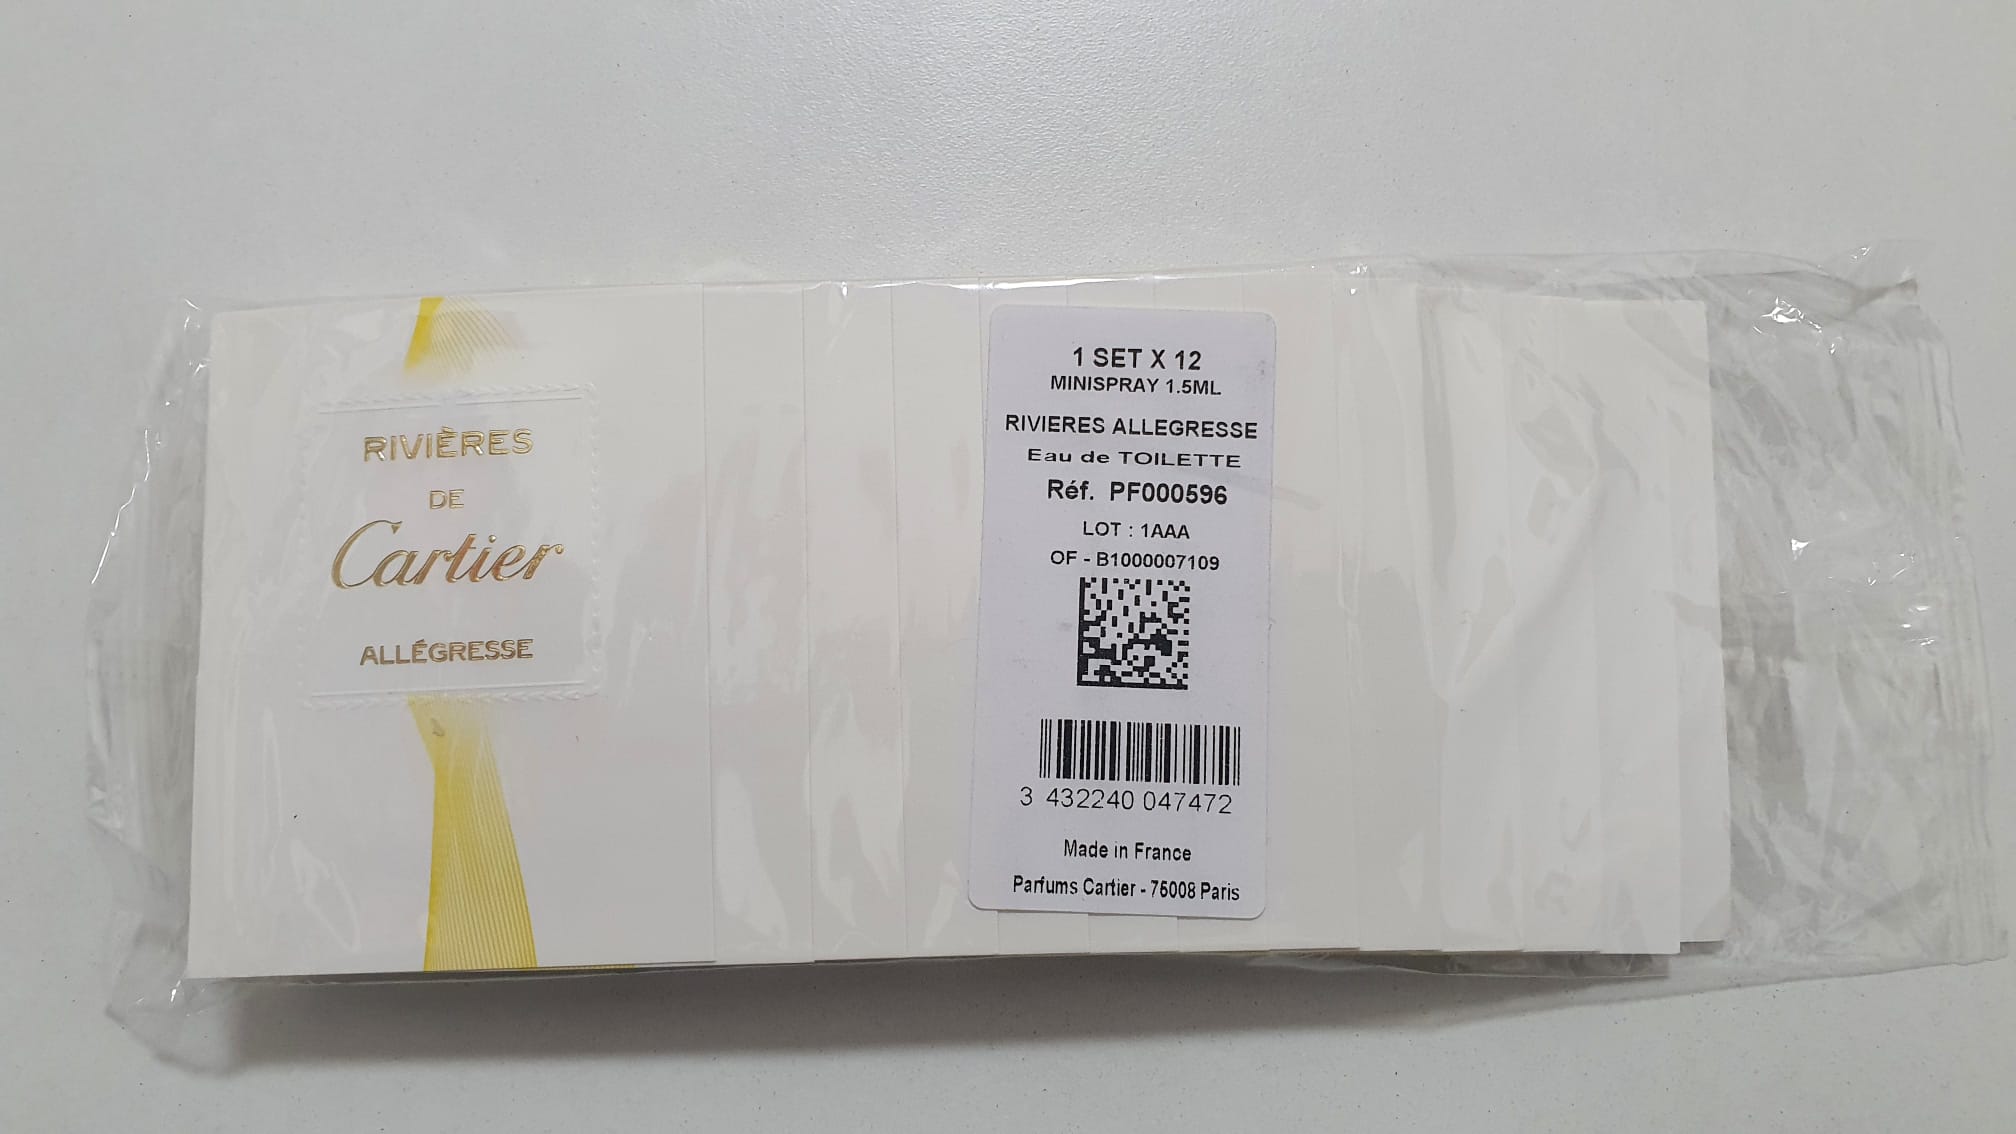 RIVIÈRES
DE
Cartier
ALLÉGRESSE
1 SET X 12
MINISPRAY 1.5ML
RIVIERES ALLEGRESSE
Eau de TOILETTE
Réf. PF000596
LOT : 1AAA
OF - B1000007109
3 432240 047472
Made in France
Parfums Cartier - 75008 Paris